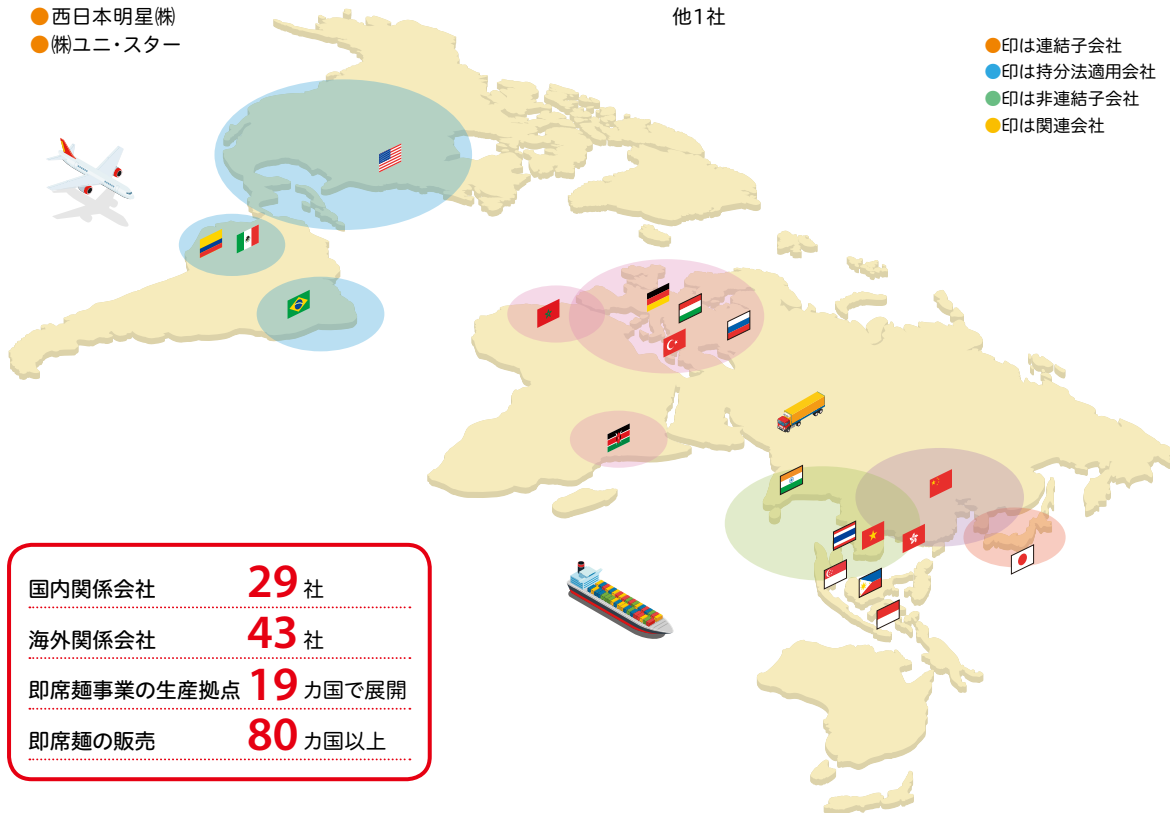 ●西日本明星㈱
●㈱ユニ・スター
他1社
●印は連結子会社
●印は持分法適用会社
●印は非連結子会社
●印は関連会社
国内関係会社 29 社
海外関係会社 43 社
即席麺事業の生産拠点 19 カ国で展開
即席麺の販売 80 カ国以上